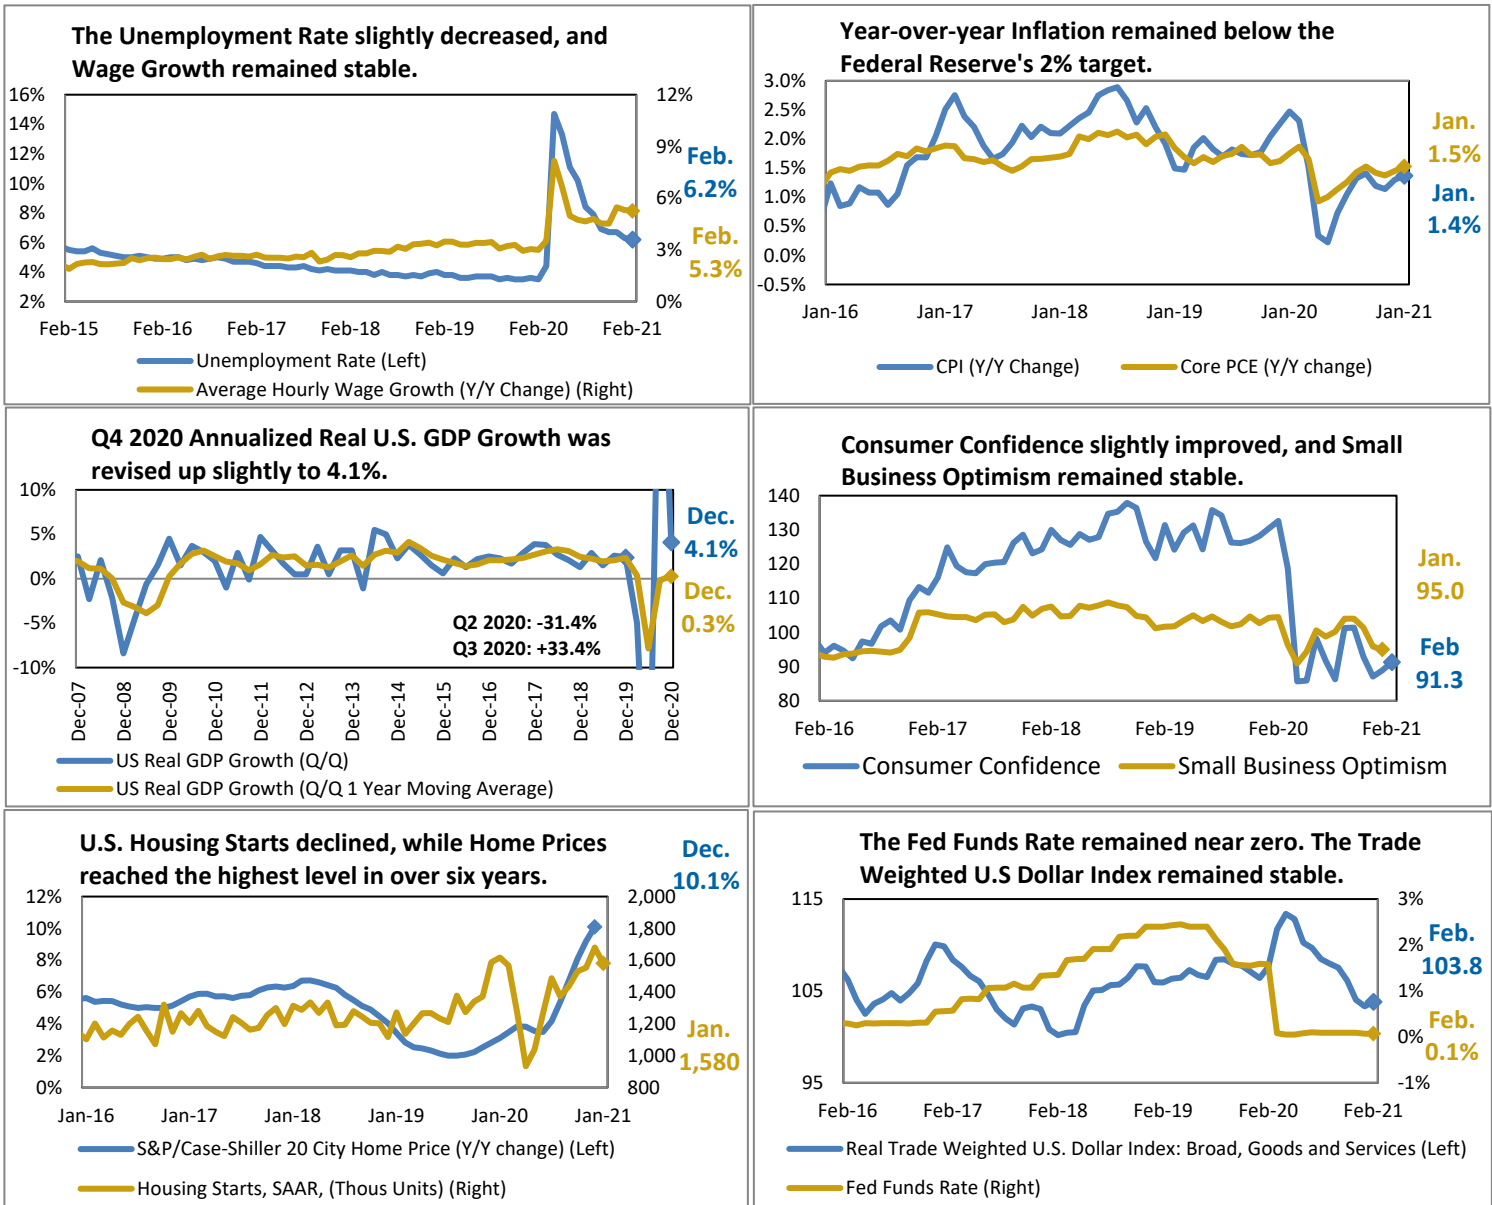 The Unemployment Rate slightly decreased, and
Wage Growth remained stable.
16%
14%
12%
10%
8%
6%
4%
2%
12%
9%
6%
3%
0%
Feb.
6.2%
Feb.
5.3%
Feb-15 Feb-16 Feb-17 Feb-18 Feb-19 Feb-20 Feb-21
Unemployment Rate (Left)
Average Hourly Wage Growth (Y/Y Change) (Right)
Year-over-year Inflation remained below the
Federal Reserve's 2% target.
3.0%
2.5%
2.0%
1.5%
1.0%
0.5%
0.0%
-0.5%
Jan.
1.5%
Jan.
1.4%
Jan-16 Jan-17 Jan-18 Jan-19 Jan-20 Jan-21
CPI (Y/Y Change) Core PCE (Y/Y change)
Q4 2020 Annualized Real U.S. GDP Growth was
revised up slightly to 4.1%.
10%
5%
0%
-5%
-10%
Dec.
4.1%
Dec.
0.3%
Q2 2020: -31.4%
Q3 2020: +33.4%
Dec-07 Dec-08 Dec-09 Dec-10 Dec-11 Dec-12 Dec-13 Dec-14 Dec-15 Dec-16 Dec-17 Dec-18 Dec-19 Dec-20
US Real GDP Growth (Q/Q)
US Real GDP Growth (Q/Q 1 Year Moving Average)
Consumer Confidence slightly improved, and Small
Business Optimism remained stable.
140
130
120
110
100
90
80
Jan.
95.0
Feb
91.3
Feb-16 Feb-17 Feb-18 Feb-19 Feb-20 Feb-21
Consumer Confidence Small Business Optimism
U.S. Housing Starts declined, while Home Prices
reached the highest level in over six years.
Dec.
10.1%
12%
10%
8%
6%
4%
2%
0%
2,000
1,800
1,600
1,400
1,200
1,000
800
Jan.
1,580
Jan-16 Jan-17 Jan-18 Jan-19 Jan-20 Jan-21
S&P/Case-Shiller 20 City Home Price (Y/Y change) (Left)
Housing Starts, SAAR, (Thous Units) (Right)
The Fed Funds Rate remained near zero. The Trade
Weighted U.S Dollar Index remained stable.
115
105
95
3%
2%
1%
0%
-1%
Feb.
103.8
Feb.
0.1%
Feb-16 Feb-17 Feb-18 Feb-19 Feb-20 Feb-21
Real Trade Weighted U.S. Dollar Index: Broad, Goods and Services (Left)
Fed Funds Rate (Right)